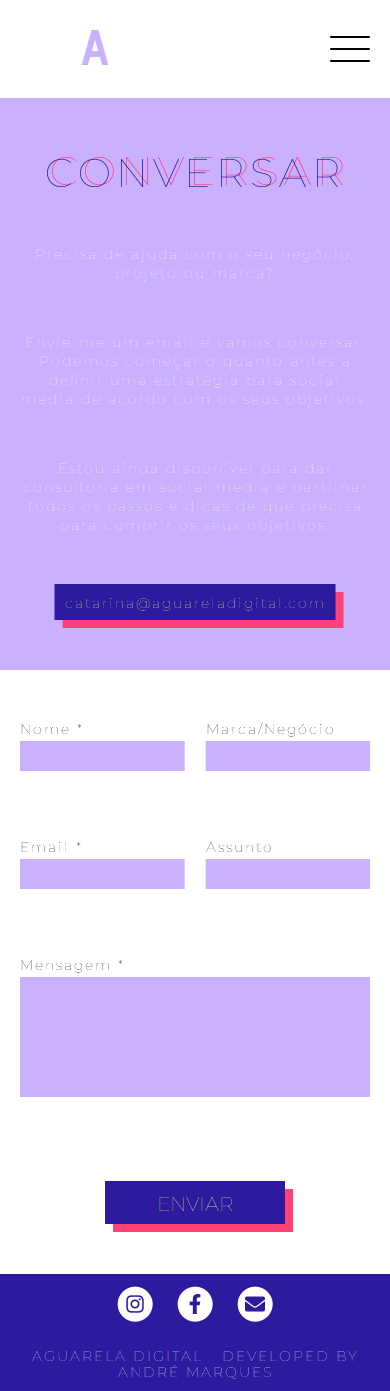 A
CONVERSAR
Precisa de ajuda com o seu negócio,
projeto ou marca?
Envie me um email e vamos conversar.
Podemos começar o quanto antes a
definir uma estratégia para social
media de acordo com os seus objetivos.
Estou ainda disponível para dar
consultoria em social media e partilhar
todos os passos e dicas de que precisa
para cumprir os seus objetivos.
catarina@aguareladigital.com
Nome * Marca/Negócio
Email * Assunto
Mensagem *
ENVIAR
AGUARELA DIGITAL DEVELOPED BY
ANDRÉ MARQUES